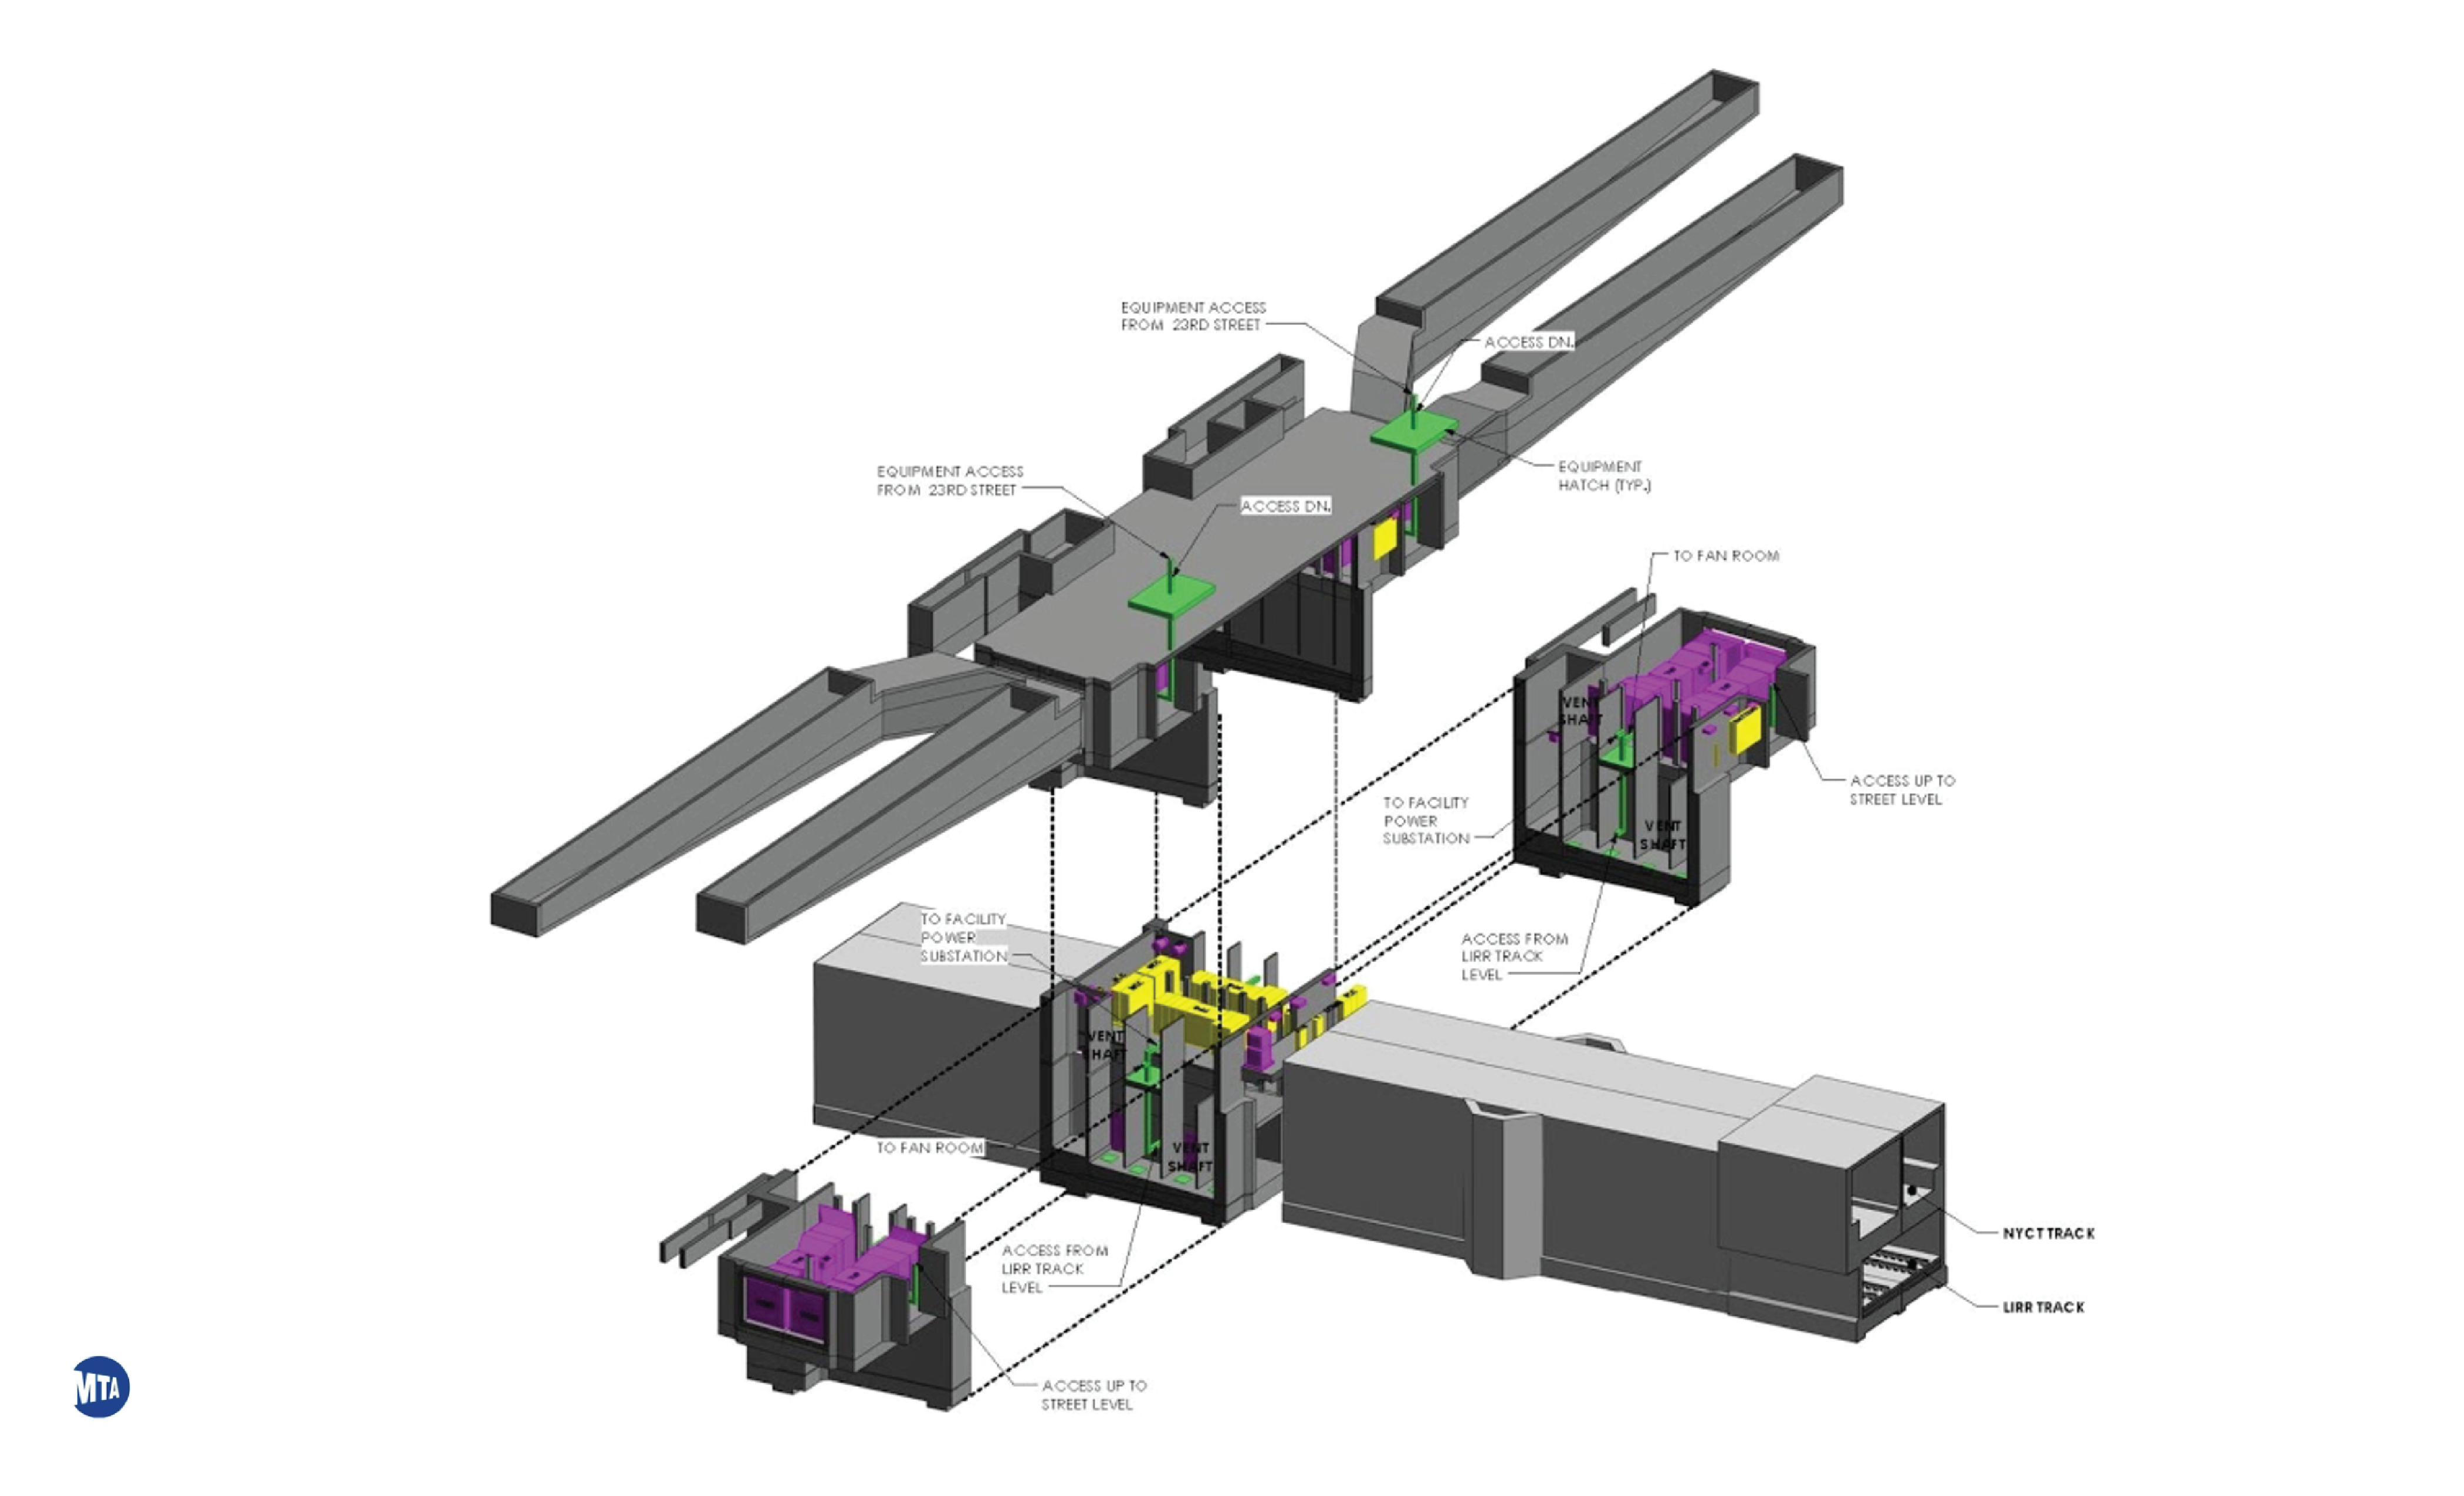 EQUIPMENT ACCESS
FROM 23RD STREET
ACCESS DN.
EQUIPMENT ACCESS
FROM 23RD STREET
ACCESS DN.
EQUIPMENT
HATCH (TYP.)
TO FAN ROOM
VENT
SHAFT
ACCESS UP TO
STREET LEVEL
TO FACILITY
POWER
SUBSTATION
VENT
SHAFT
TO FACILITY
POWER
SUBSTATION
ACCESS FROM
LIRR TRACK
LEVEL
VENT
SHAFT
TO FAN ROOM
VENT
SHAFT
NYCT TRACK
ACCESS FROM
LIRR TRACK
LEVEL
LIRR TRACK
MTA
ACCESS UP TO
STREET LEVEL